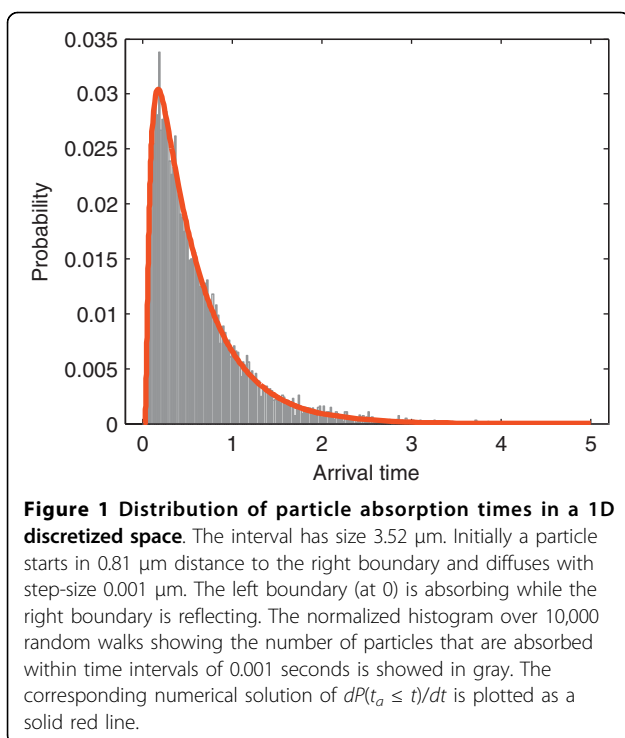 0.035
0.03
0.025
0.02
0.015
0.01
0.005
0
Probability
0 1 2 3 4 5
Arrival time
Figure 1 Distribution of particle absorption times in a 1D
discretized space. The interval has size 3.52 μm. Initially a particle
starts in 0.81 μm distance to the right boundary and diffuses with
step-size 0.001 μm. The left boundary (at 0) is absorbing while the
right boundary is reflecting. The normalized histogram over 10,000
random walks showing the number of particles that are absorbed
within time intervals of 0.001 seconds is showed in gray. The
corresponding numerical solution of dP(ta ≤ t)/dt is plotted as a
solid red line.